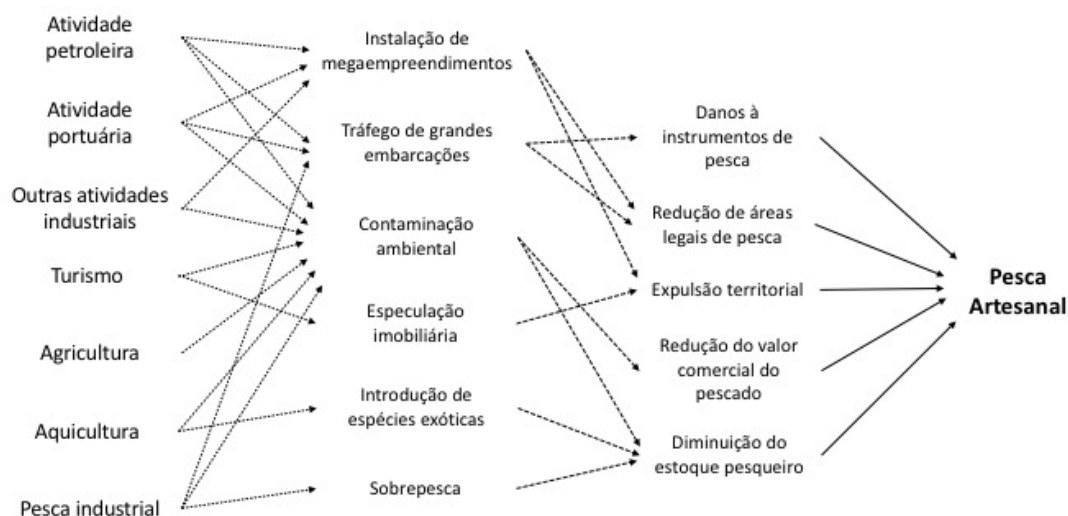 Atividade
petroleira
Atividade
portuária
Outras atividades
industriais
Turismo
Agricultura
Aquicultura
Pesca industrial
Instalação de
megaempreendimentos
Tráfego de grandes
embarcações
Contaminação
ambiental
Especulação
imobiliária
Introdução de
espécies exóticas
Sobrepesca
Danos à
instrumentos de
pesca
Redução de áreas
legais de pesca
Expulsão territorial
Redução do valor
comercial do
pescado
Diminuição do
estoque pesqueiro
Pesca
Artesanal